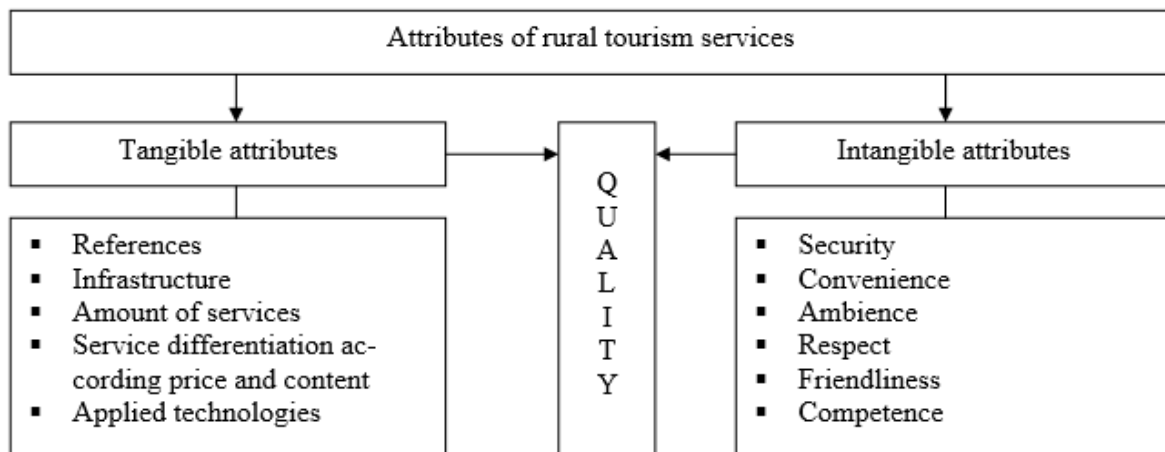 Attributes of rural tourism services
Tangible attributes
Intangible attributes
Q
U
A
L
I
T
Y
▪ References
▪ Infrastructure
▪ Amount of services
▪ Service differentiation ac-
cording price and content
▪ Applied technologies
▪ Security
▪ Convenience
▪ Ambience
▪ Respect
▪ Friendliness
▪ Competence